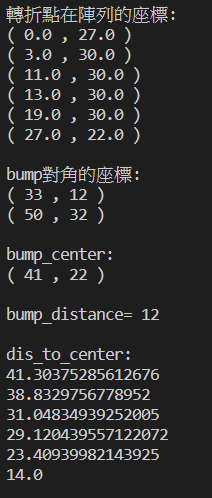 轉折點在陣列的座標:
( 0.0 , 27.0 )
( 3.0 , 30.0 )
( 11.0 , 30.0 )
( 13.0 , 30.0 )
( 19.0 , 30.0 )
( 27.0 , 22.0 )
bump對角的座標:
( 33 , 12 )
( 50 , 32 )
bump_center:
( 41 , 22 )
bump_distance= 12
dis_to_center:
41.30375285612676
38.8329756778952
31.04834939252005
29.120439557122072
23.40939982143925
14.0